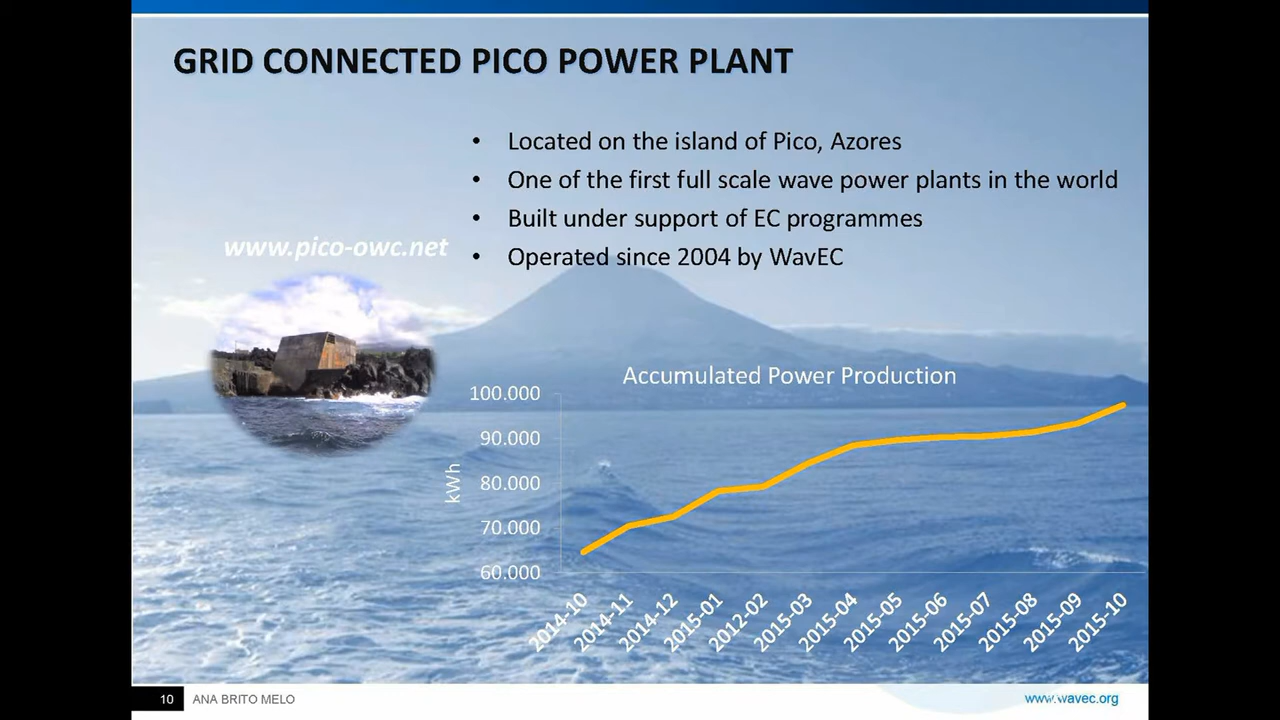 GRID CONNECTED PICO POWER PLANT
• Located on the island of Pico, Azores
• One of the first full scale wave power plants in the world
• Built under support of EC programmes
• Operated since 2004 by WavEC
www.pico-owc.net
Accumulated Power Production
kWh
100.000
90.000
80.000
70.000
60.000
2014-10
2014-11
2014-12
2015-01
2012-02
2015-03
2015-04
2015-05
2015-06
2015-07
2015-08
2015-09
2015-10
10 ANA BRITO MELO
www.wavec.org